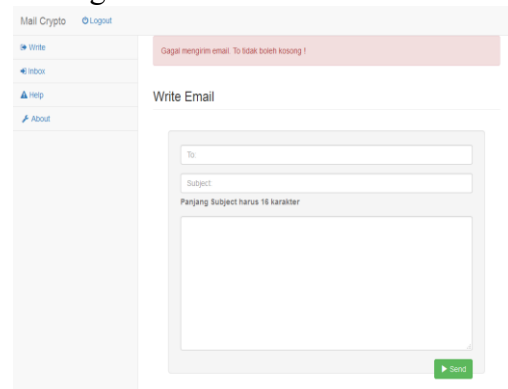 Mail Crypto Logout
Write
Inbox
Help
About
Gagal mengirim email. To tidak boleh kosong !
Write Email
To:
Subject
Panjang Subject harus 16 karakter
Send